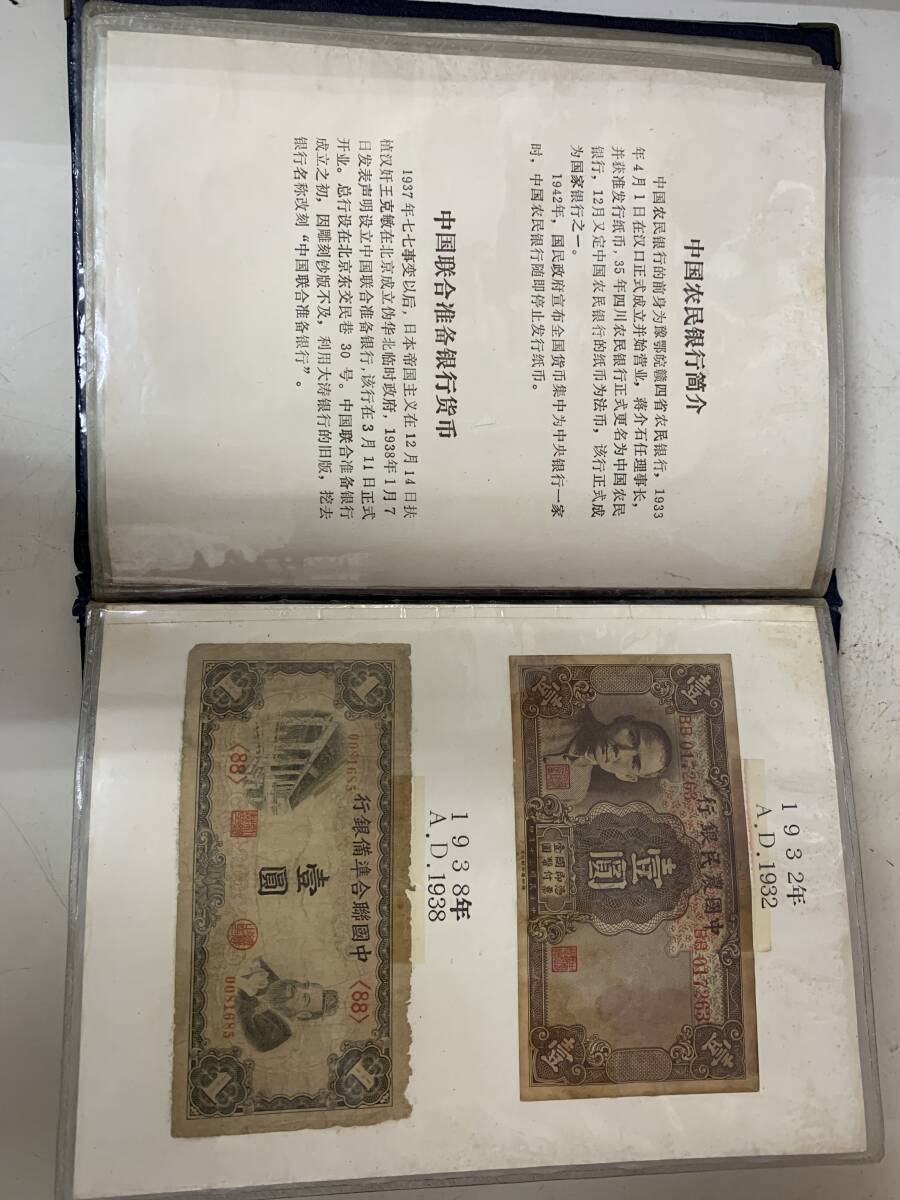 中国农民银行简介
中国农民银行的前身为豫鄂皖赣四省农民银行，1933
年4月1日在汉口正式成立并始营业，蒋介石任理事长，
并获准发行纸币，35年四川农民银行正式更名为中国农民
银行，12月又定中国农民银行的纸币为法币，该行正式成
为国家银行之一。
1942年，国民政府宣布全国货币集中为中央银行一家
时，中国农民银行随即停止发行纸币。
中国联合准备银行货币
1937年七七事变以后，日本帝国主义在12月14日扶
植汉奸王克敏在北京成立伪华北临时政府，1938年1月7
日发表声明设立中国联合准备银行，该行在3月11日正式
开业。总行设在北京东交民巷30号。中国联合准备银行
成立之初，因雕刻钞版不及，利用大清银行的旧版，挖去
银行名称改刻“中国联合准备银行”。
1932年
A.D.1932
行銀民農國中
BB017263
BB017263
壹
壹圓
壹
壹
1938年
A.D.1938
行銀備準合聯國中
0081685
〈88〉
〈88〉
壹圓
0081685
1
1
1
1